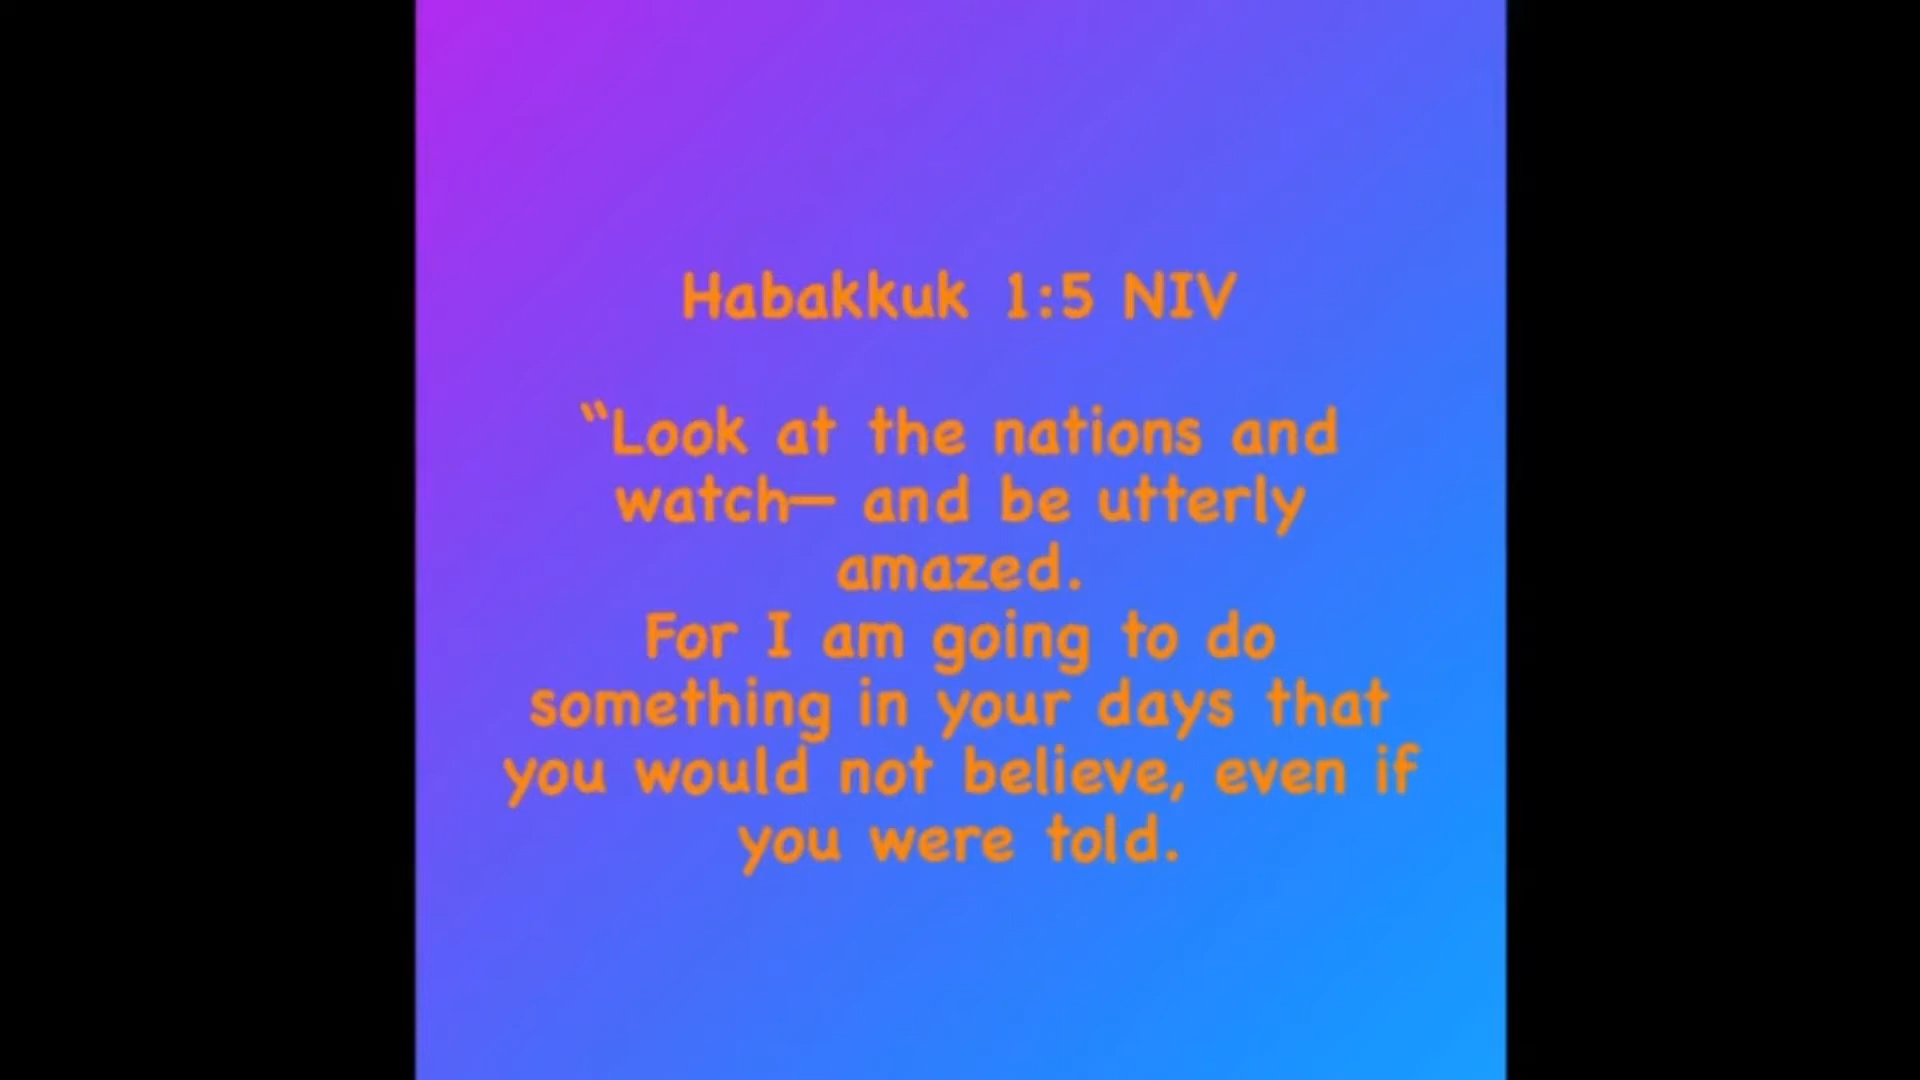 Habakkuk 1:5 NIV
“Look at the nations and
watch— and be utterly
amazed.
For I am going to do
something in your days that
you would not believe, even if
you were told.